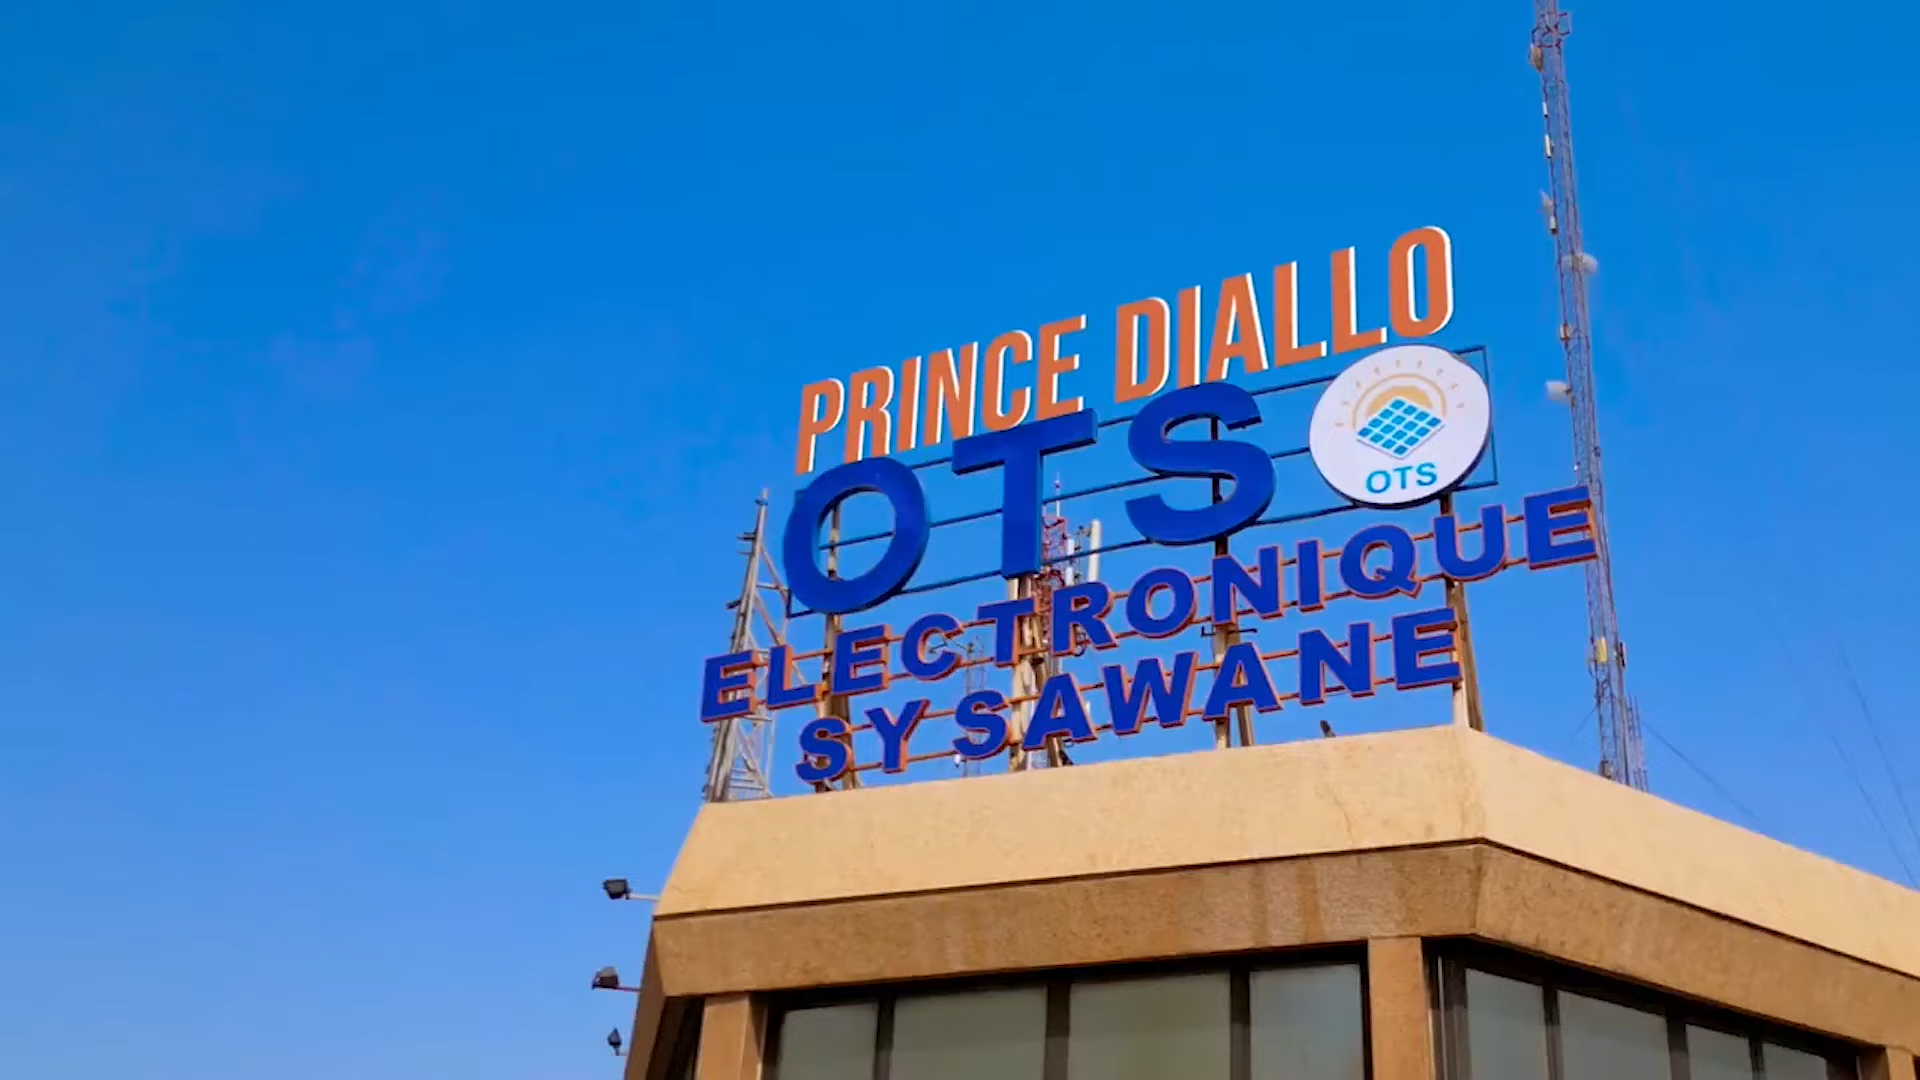 PRINCE DIALLO
OTS
OTS
ELECTRONIQUE
SY SAWANE